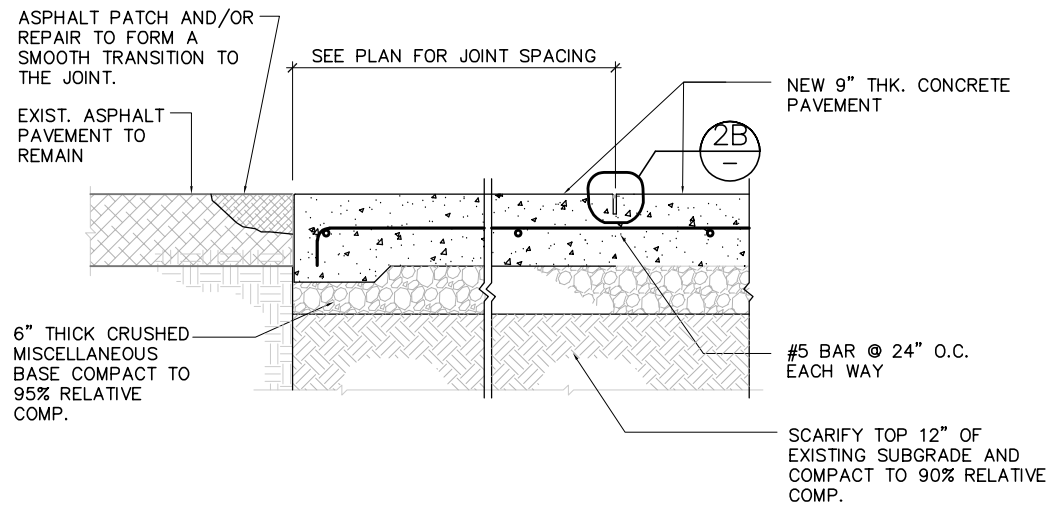 ASPHALT PATCH AND/OR
REPAIR TO FORM A
SMOOTH TRANSITION TO
THE JOINT.
SEE PLAN FOR JOINT SPACING
NEW 9" THK. CONCRETE
PAVEMENT
EXIST. ASPHALT
PAVEMENT TO
REMAIN
2B
–
6" THICK CRUSHED
MISCELLANEOUS
BASE COMPACT TO
95% RELATIVE
COMP.
#5 BAR @ 24" O.C.
EACH WAY
SCARIFY TOP 12" OF
EXISTING SUBGRADE AND
COMPACT TO 90% RELATIVE
COMP.